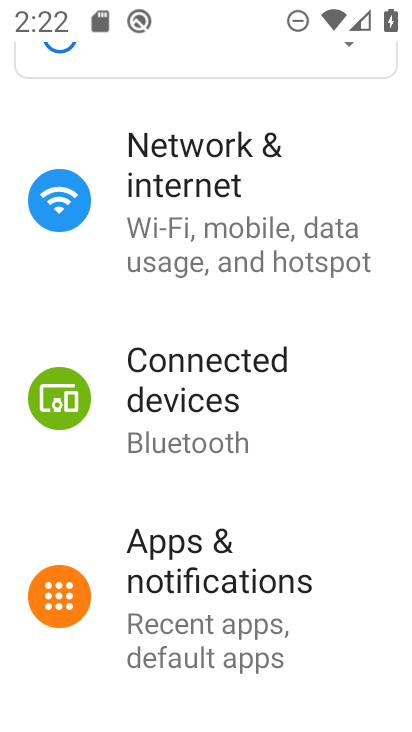 2:22
Network &
internet
Wi-Fi, mobile, data
usage, and hotspot
Connected
devices
Bluetooth
Apps &
notifications
Recent apps,
default apps